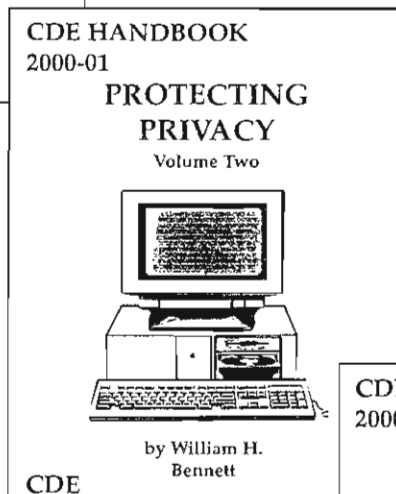 CDE HANDBOOK
2000-01
PROTECTING
PRIVACY
Volume Two
by William H.
Bennett
CDE